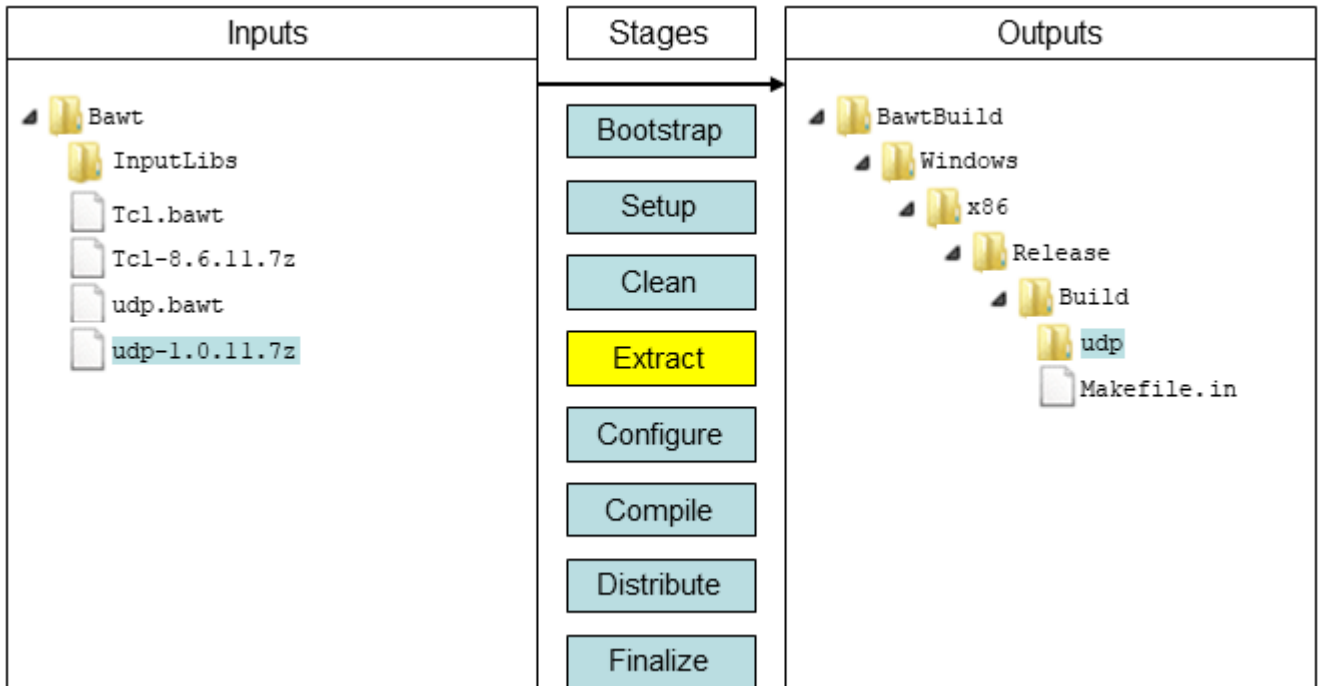 Inputs
Stages
Outputs
Bawt
InputLibs
Tcl.bawt
Tcl-8.6.11.7z
udp.bawt
udp-1.0.11.7z
Bootstrap
Setup
Clean
Extract
Configure
Compile
Distribute
Finalize
BawtBuild
Windows
x86
Release
Build
udp
Makefile.in